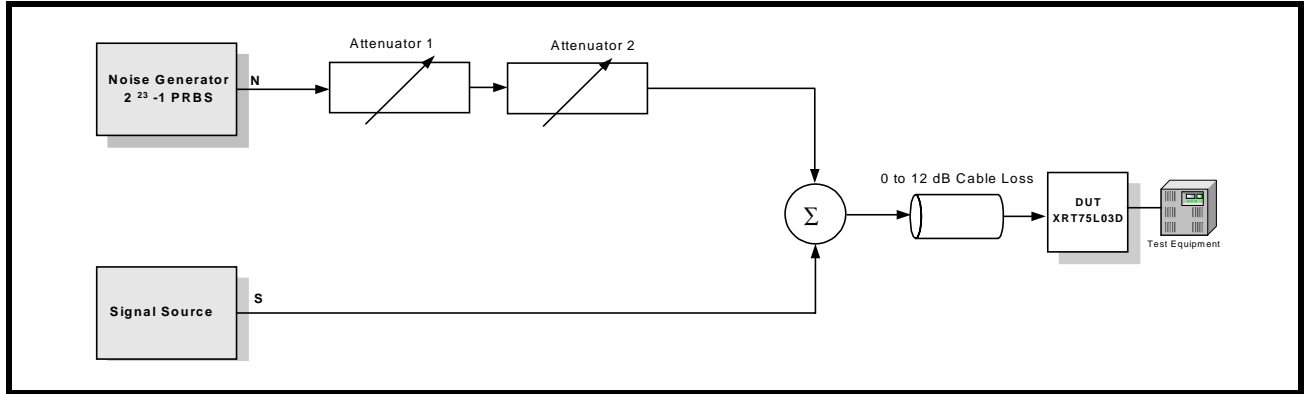 Noise Generator
2 23 -1 PRBS
N
Attenuator 1
Attenuator 2
0 to 12 dB Cable Loss
Σ
DUT
XRT75L03D
Test Equipment
Signal Source
S